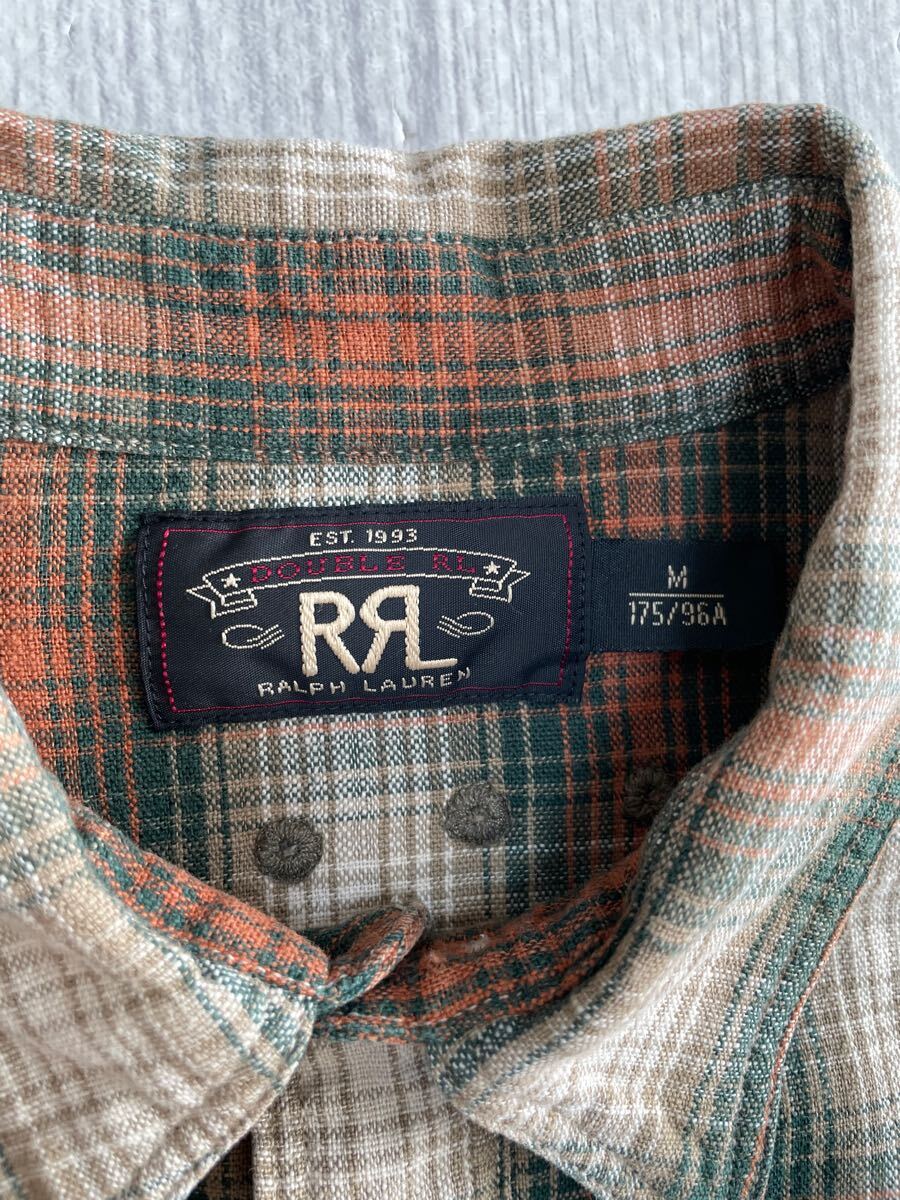 EST. 1993
DOUBLE RL
RRL
RALPH LAUREN
M
175/96A